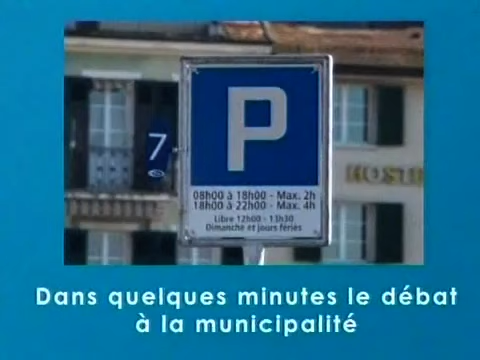 P
7
08h00 à 18h00 - Max. 2h
18h00 à 22h00 - Max. 4h
Libre 12h00 - 13h30
Dimanche et jours fériés
HOSTE
Dans quelques minutes le débat
à la municipalité